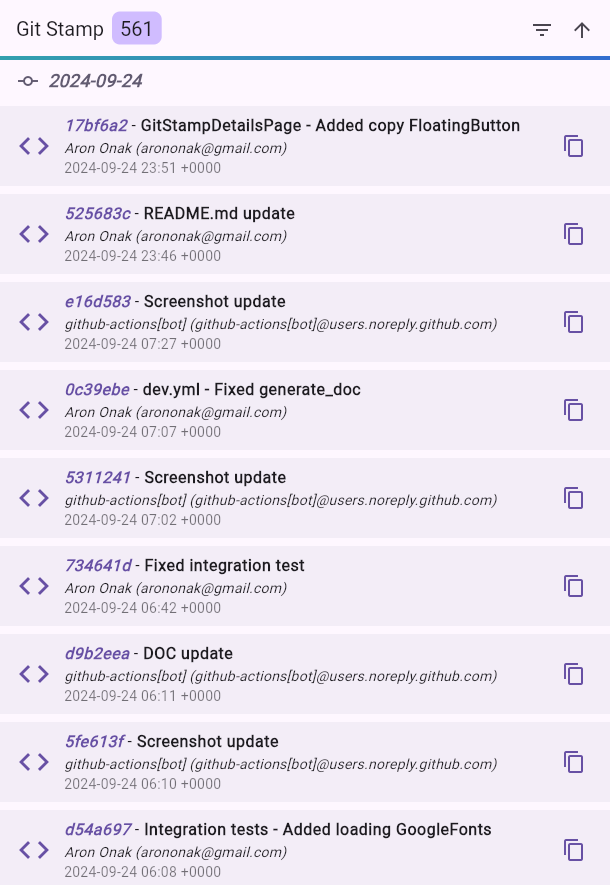 Git Stamp 561
2024-09-24
17bf6a2 - GitStampDetailsPage - Added copy FloatingButton
Aron Onak (arononak@gmail.com)
2024-09-24 23:51 +0000
525683c - README.md update
Aron Onak (arononak@gmail.com)
2024-09-24 23:46 +0000
e16d583 - Screenshot update
github-actions[bot] (github-actions[bot]@users.noreply.github.com)
2024-09-24 07:27 +0000
0c39ebe - dev.yml - Fixed generate_doc
Aron Onak (arononak@gmail.com)
2024-09-24 07:07 +0000
5311241 - Screenshot update
github-actions[bot] (github-actions[bot]@users.noreply.github.com)
2024-09-24 07:02 +0000
734641d - Fixed integration test
Aron Onak (arononak@gmail.com)
2024-09-24 06:42 +0000
d9b2eea - DOC update
github-actions[bot] (github-actions[bot]@users.noreply.github.com)
2024-09-24 06:11 +0000
5fe613f - Screenshot update
github-actions[bot] (github-actions[bot]@users.noreply.github.com)
2024-09-24 06:10 +0000
d54a697 - Integration tests - Added loading GoogleFonts
Aron Onak (arononak@gmail.com)
2024-09-24 06:08 +0000